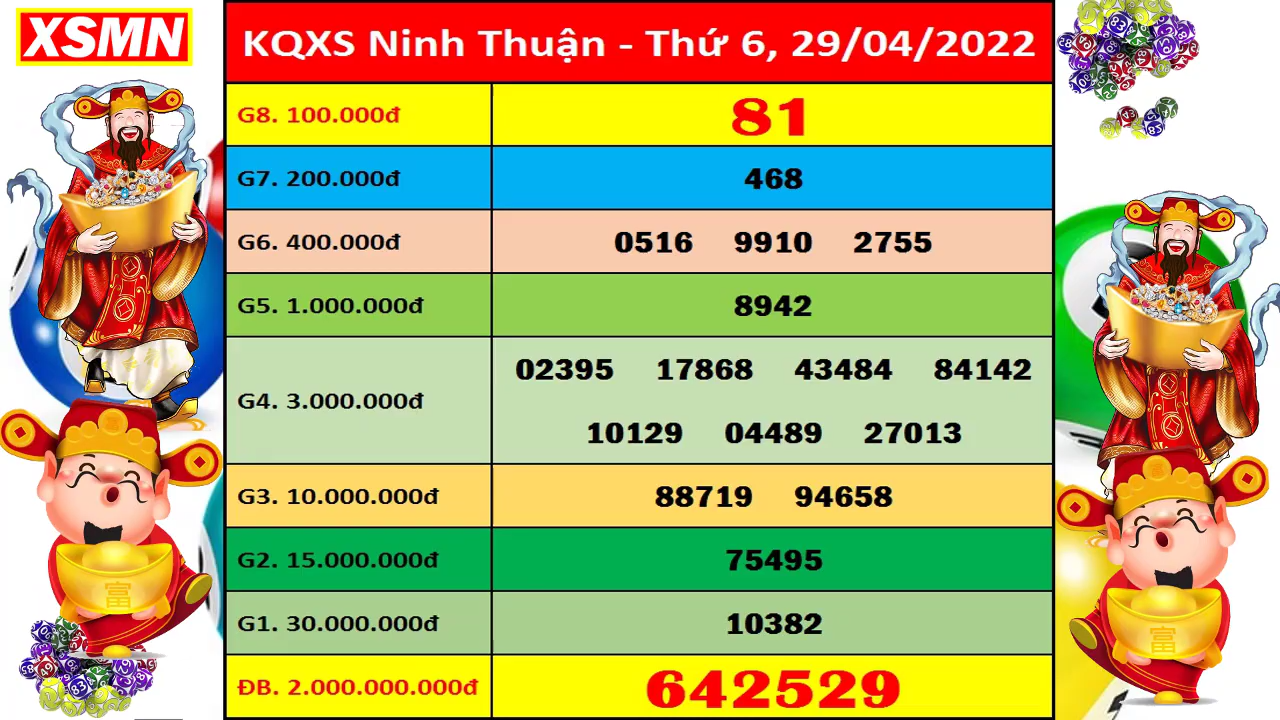 XSMN
KQXS Ninh Thuận - Thứ 6, 29/04/2022
G8. 100.000đ
81
G7. 200.000đ
468
G6. 400.000đ
0516 9910 2755
G5. 1.000.000đ
8942
G4. 3.000.000đ
02395 17868 43484 84142
10129 04489 27013
G3. 10.000.000đ
88719 94658
G2. 15.000.000đ
75495
G1. 30.000.000đ
10382
ĐB. 2.000.000.000đ
642529
富
富